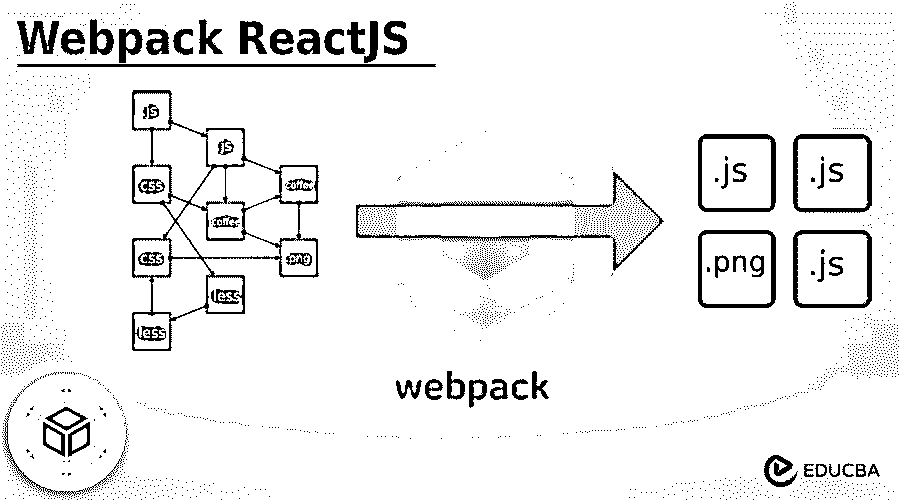 Webpack ReactJS
js
js
css
coffee
coffee
css
png
less
less
.js
.js
.png
.js
webpack
EDUCBA